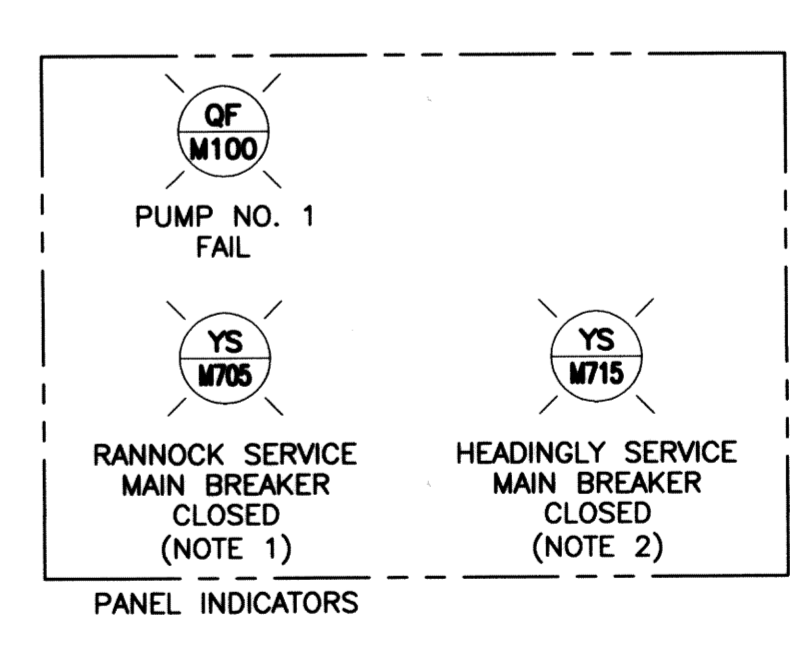 QF
M100
PUMP NO. 1
FAIL
YS
M705
RANNOCK SERVICE
MAIN BREAKER
CLOSED
(NOTE 1)
YS
M715
HEADINGLY SERVICE
MAIN BREAKER
CLOSED
(NOTE 2)
PANEL INDICATORS